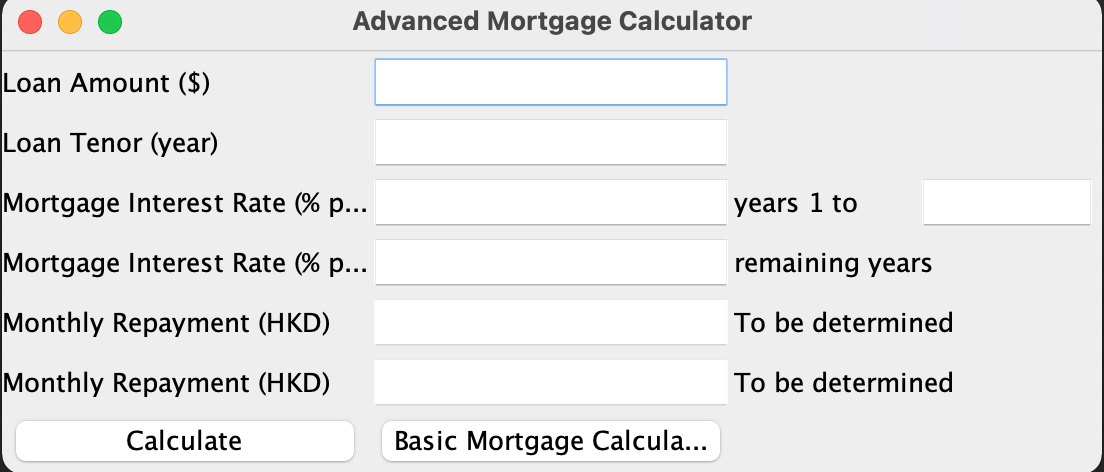 Advanced Mortgage Calculator
Loan Amount ($)
Loan Tenor (year)
Mortgage Interest Rate (% p... years 1 to
Mortgage Interest Rate (% p... remaining years
Monthly Repayment (HKD) To be determined
Monthly Repayment (HKD) To be determined
Calculate Basic Mortgage Calcula...